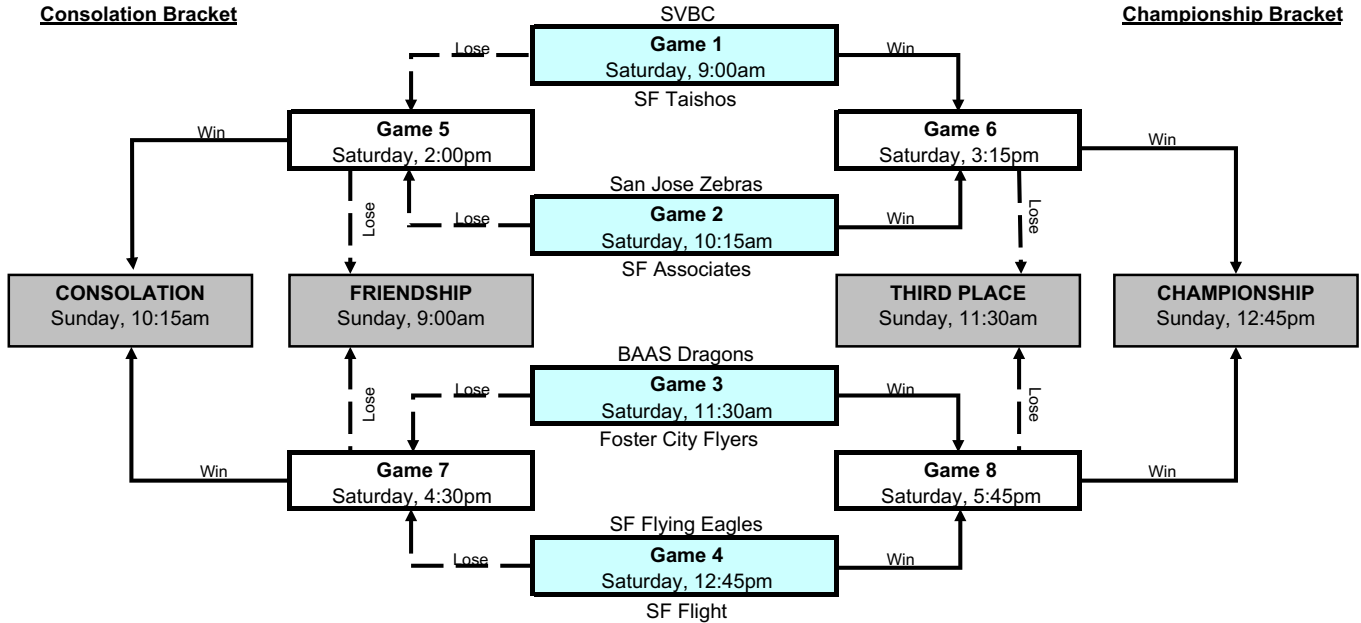 Consolation Bracket
SVBC
Championship Bracket
Lose
Game 1
Win
Saturday, 9:00am
SF Taishos
Win
Game 5
Saturday, 2:00pm
Game 6
Saturday, 3:15pm
Win
San Jose Zebras
Lose
Lose
Game 2
Win
Lose
Saturday, 10:15am
SF Associates
CONSOLATION
Sunday, 10:15am
FRIENDSHIP
Sunday, 9:00am
THIRD PLACE
Sunday, 11:30am
CHAMPIONSHIP
Sunday, 12:45pm
BAAS Dragons
Lose
Lose
Game 3
Win
Lose
Saturday, 11:30am
Foster City Flyers
Win
Game 7
Saturday, 4:30pm
Game 8
Saturday, 5:45pm
Win
SF Flying Eagles
Lose
Game 4
Win
Saturday, 12:45pm
SF Flight